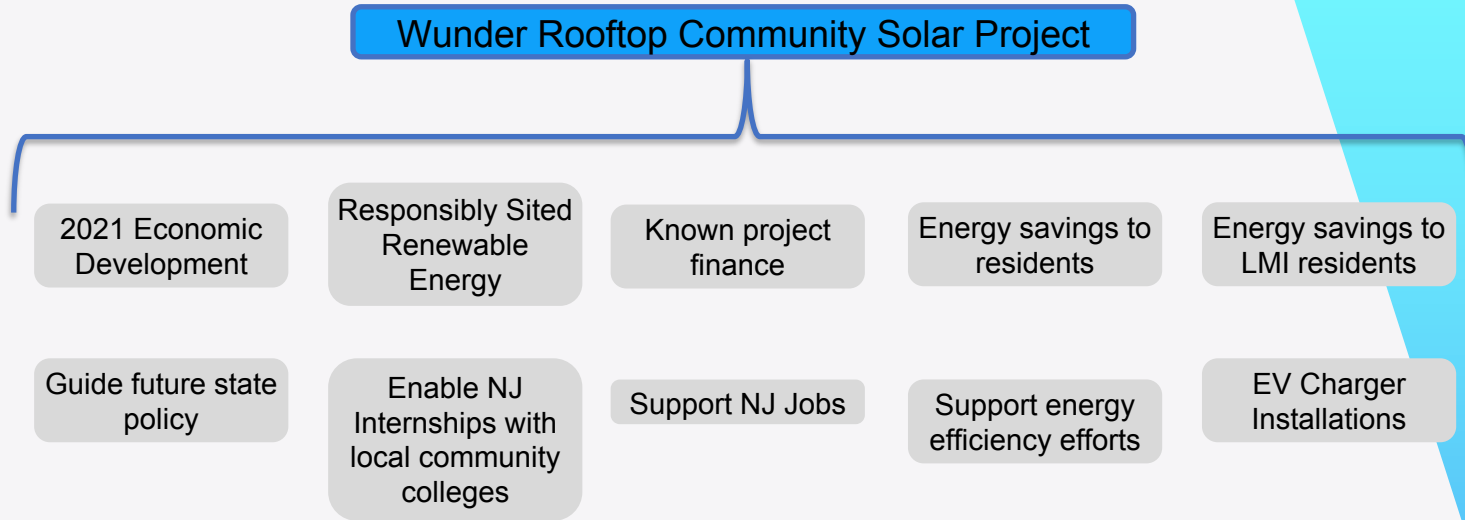 Wunder Rooftop Community Solar Project
2021 Economic
Development
Responsibly Sited
Renewable
Energy
Known project
finance
Energy savings to
residents
Energy savings to
LMI residents
Guide future state
policy
Enable NJ
Internships with
local community
colleges
Support NJ Jobs
Support energy
efficiency efforts
EV Charger
Installations